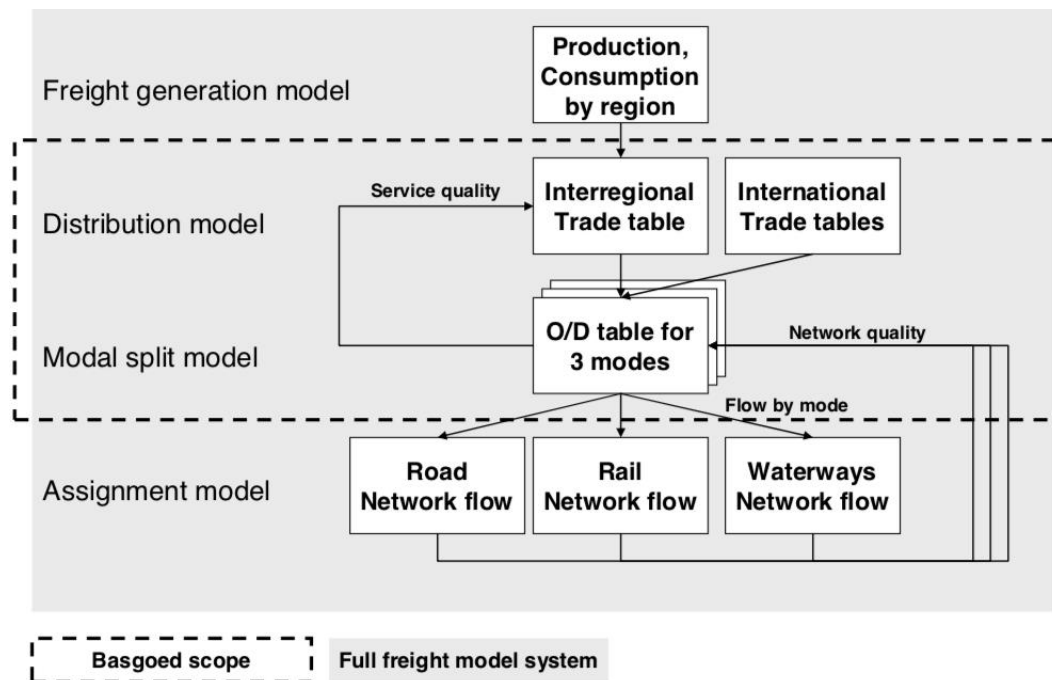 Production,
Consumption
by region
Freight generation model
Service quality
Interregional
Trade table
International
Trade tables
Distribution model
O/D table for
3 modes
Network quality
Modal split model
Flow by mode
Road
Network flow
Rail
Network flow
Waterways
Network flow
Assignment model
Basgoed scope
Full freight model system